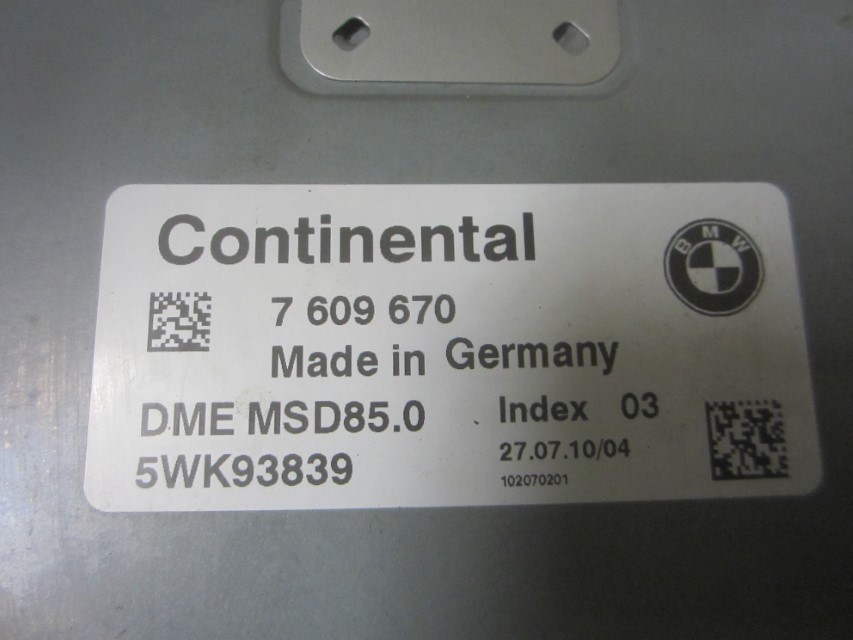 Continental
BMW
7 609 670
Made in Germany
DME MSD85.0
Index 03
5WK93839
27.07.10/04
102070201